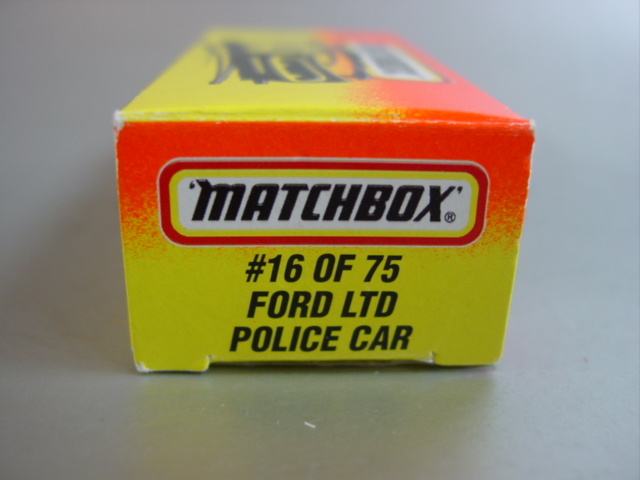 'MATCHBOX'®
#16 OF 75
FORD LTD
POLICE CAR